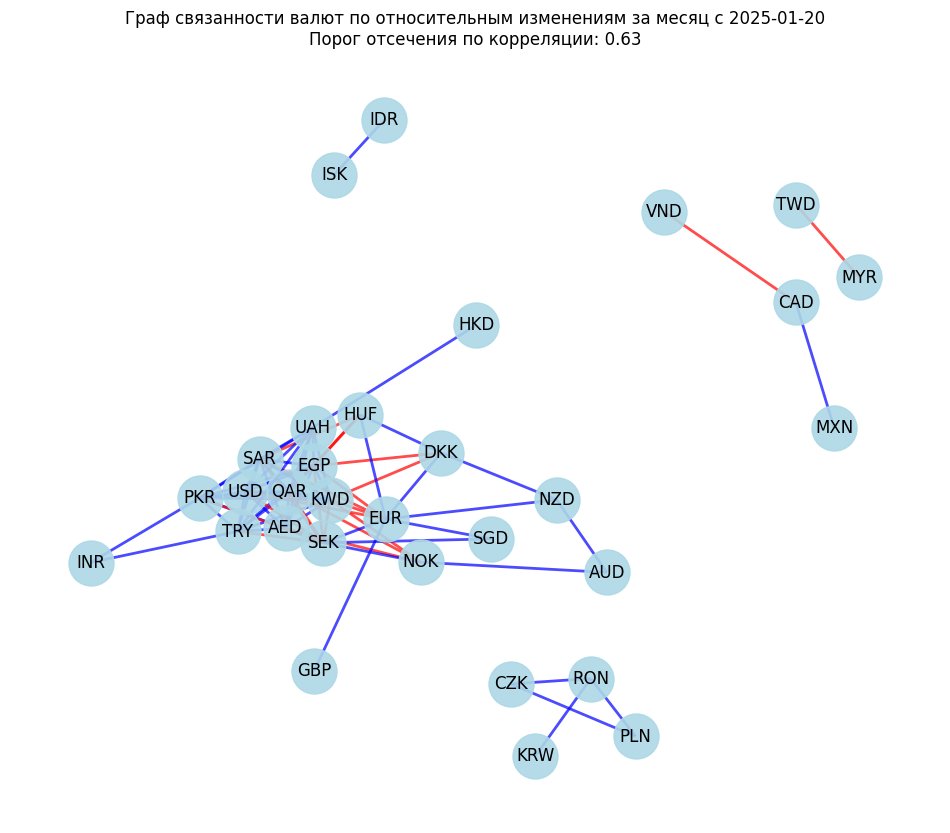 Граф связанности валют по относительным изменениям за месяц с 2025-01-20
Порог отсечения по корреляции: 0.63
IDR
ISK
TWD
VND
MYR
CAD
HKD
HUF
UAH
MXN
DKK
SAR
EGP
USD
QAR
PKR
KWD
NZD
EUR
AED
TRY
SGD
SEK
NOK
INR
AUD
GBP
RON
CZK
PLN
KRW